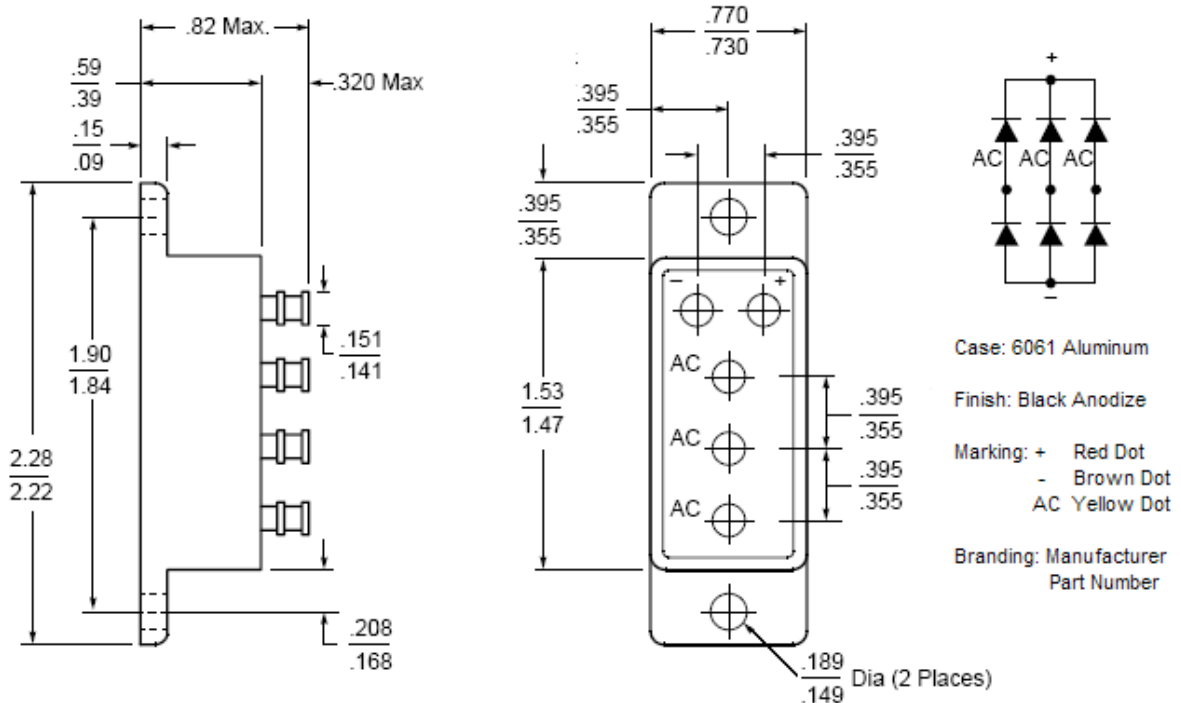 .82 Max.
.59
.39
.320 Max
.15
.09
2.28
2.22
1.90
1.84
.151
.141
.208
.168
.770
.730
.395
.355
.395
.355
.395
.355
- +
AC
AC
AC
1.53
1.47
.395
.355
.395
.355
.189
.149
Dia (2 Places)
+
AC AC AC
-
Case: 6061 Aluminum
Finish: Black Anodize
Marking: + Red Dot
- Brown Dot
AC Yellow Dot
Branding: Manufacturer
Part Number